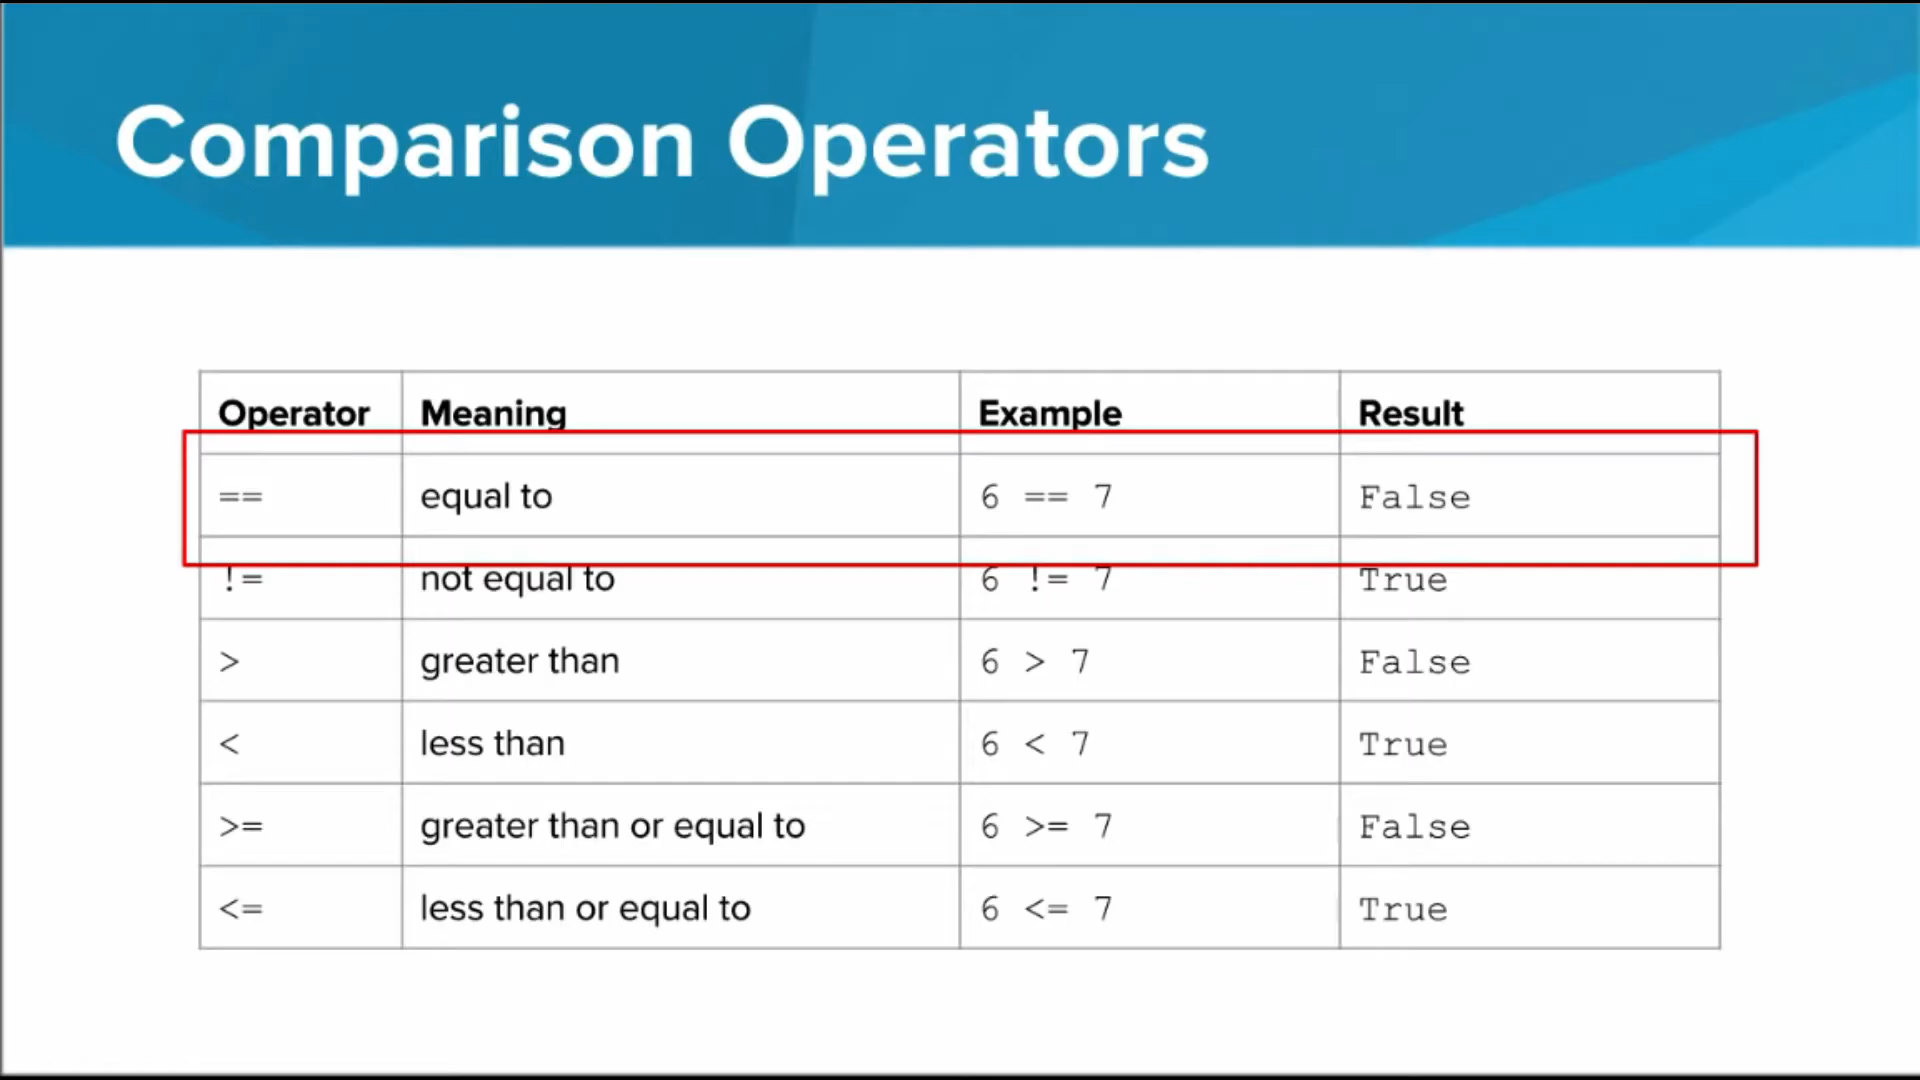 Comparison Operators
Operator Meaning Example Result
== equal to 6 == 7 False
!= not equal to 6 != 7 True
> greater than 6 > 7 False
< less than 6 < 7 True
>= greater than or equal to 6 >= 7 False
<= less than or equal to 6 <= 7 True